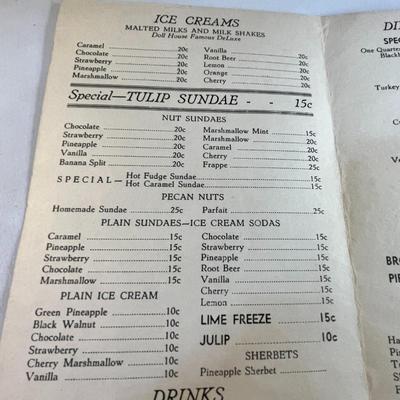 ICE CREAMS
MALTED MILKS AND MILK SHAKES
Doll House Famous DeLuxe
Caramel 20c
Chocolate 20c
Strawberry 20c
Pineapple 20c
Marshmallow 20c
Vanilla 20c
Root Beer 20c
Lemon 20c
Orange 20c
Cherry 20c
Special—TULIP SUNDAE - - 15c
NUT SUNDAES
Chocolate 20c
Strawberry 20c
Pineapple 20c
Vanilla 20c
Banana Split 20c
Marshmallow Mint 15c
Marshmallow 20c
Caramel 20c
Cherry 20c
Frappe 25c
SPECIAL— Hot Fudge Sundae 15c
Hot Caramel Sundae 15c
PECAN NUTS
Homemade Sundae 25c
Parfait 25c
PLAIN SUNDAES—ICE CREAM SODAS
Caramel 15c
Pineapple 15c
Strawberry 15c
Chocolate 15c
Marshmallow 15c
Chocolate 15c
Strawberry 15c
Pineapple 15c
Root Beer 15c
Vanilla 15c
Cherry 15c
Lemon 15c
PLAIN ICE CREAM
Green Pineapple 10c
Black Walnut 10c
Chocolate 10c
Strawberry 10c
Cherry Marshmallow 10c
Vanilla 10c
LIME FREEZE 15c
JULIP 10c
SHERBETS
Pineapple Sherbet
DRINKS
DI
SPE
One Quarter
Blackh
Turkey